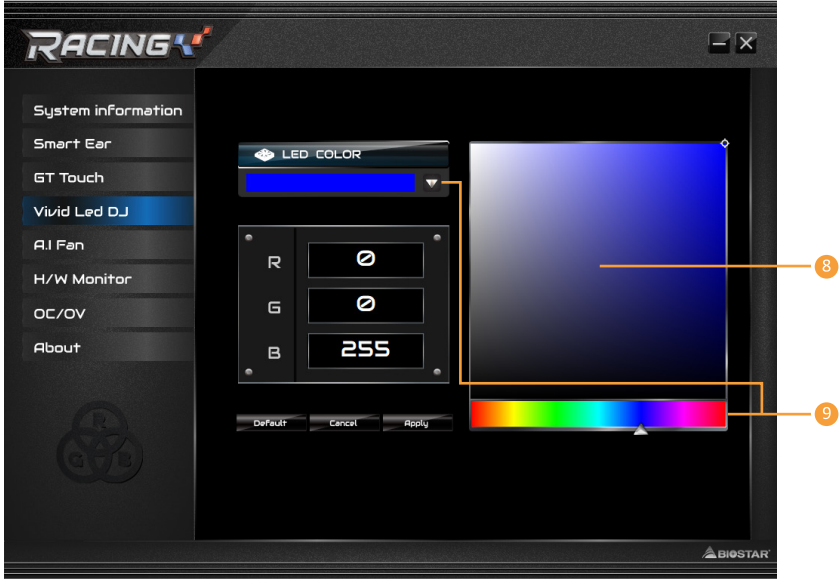 RACING
System information
Smart Ear
GT Touch
Vivid Led DJ
A.I Fan
H/W Monitor
OC/OV
About
R
G B
LED COLOR
R 0
G 0
B 255
Default Cancel Apply
8
9
BIOSTAR